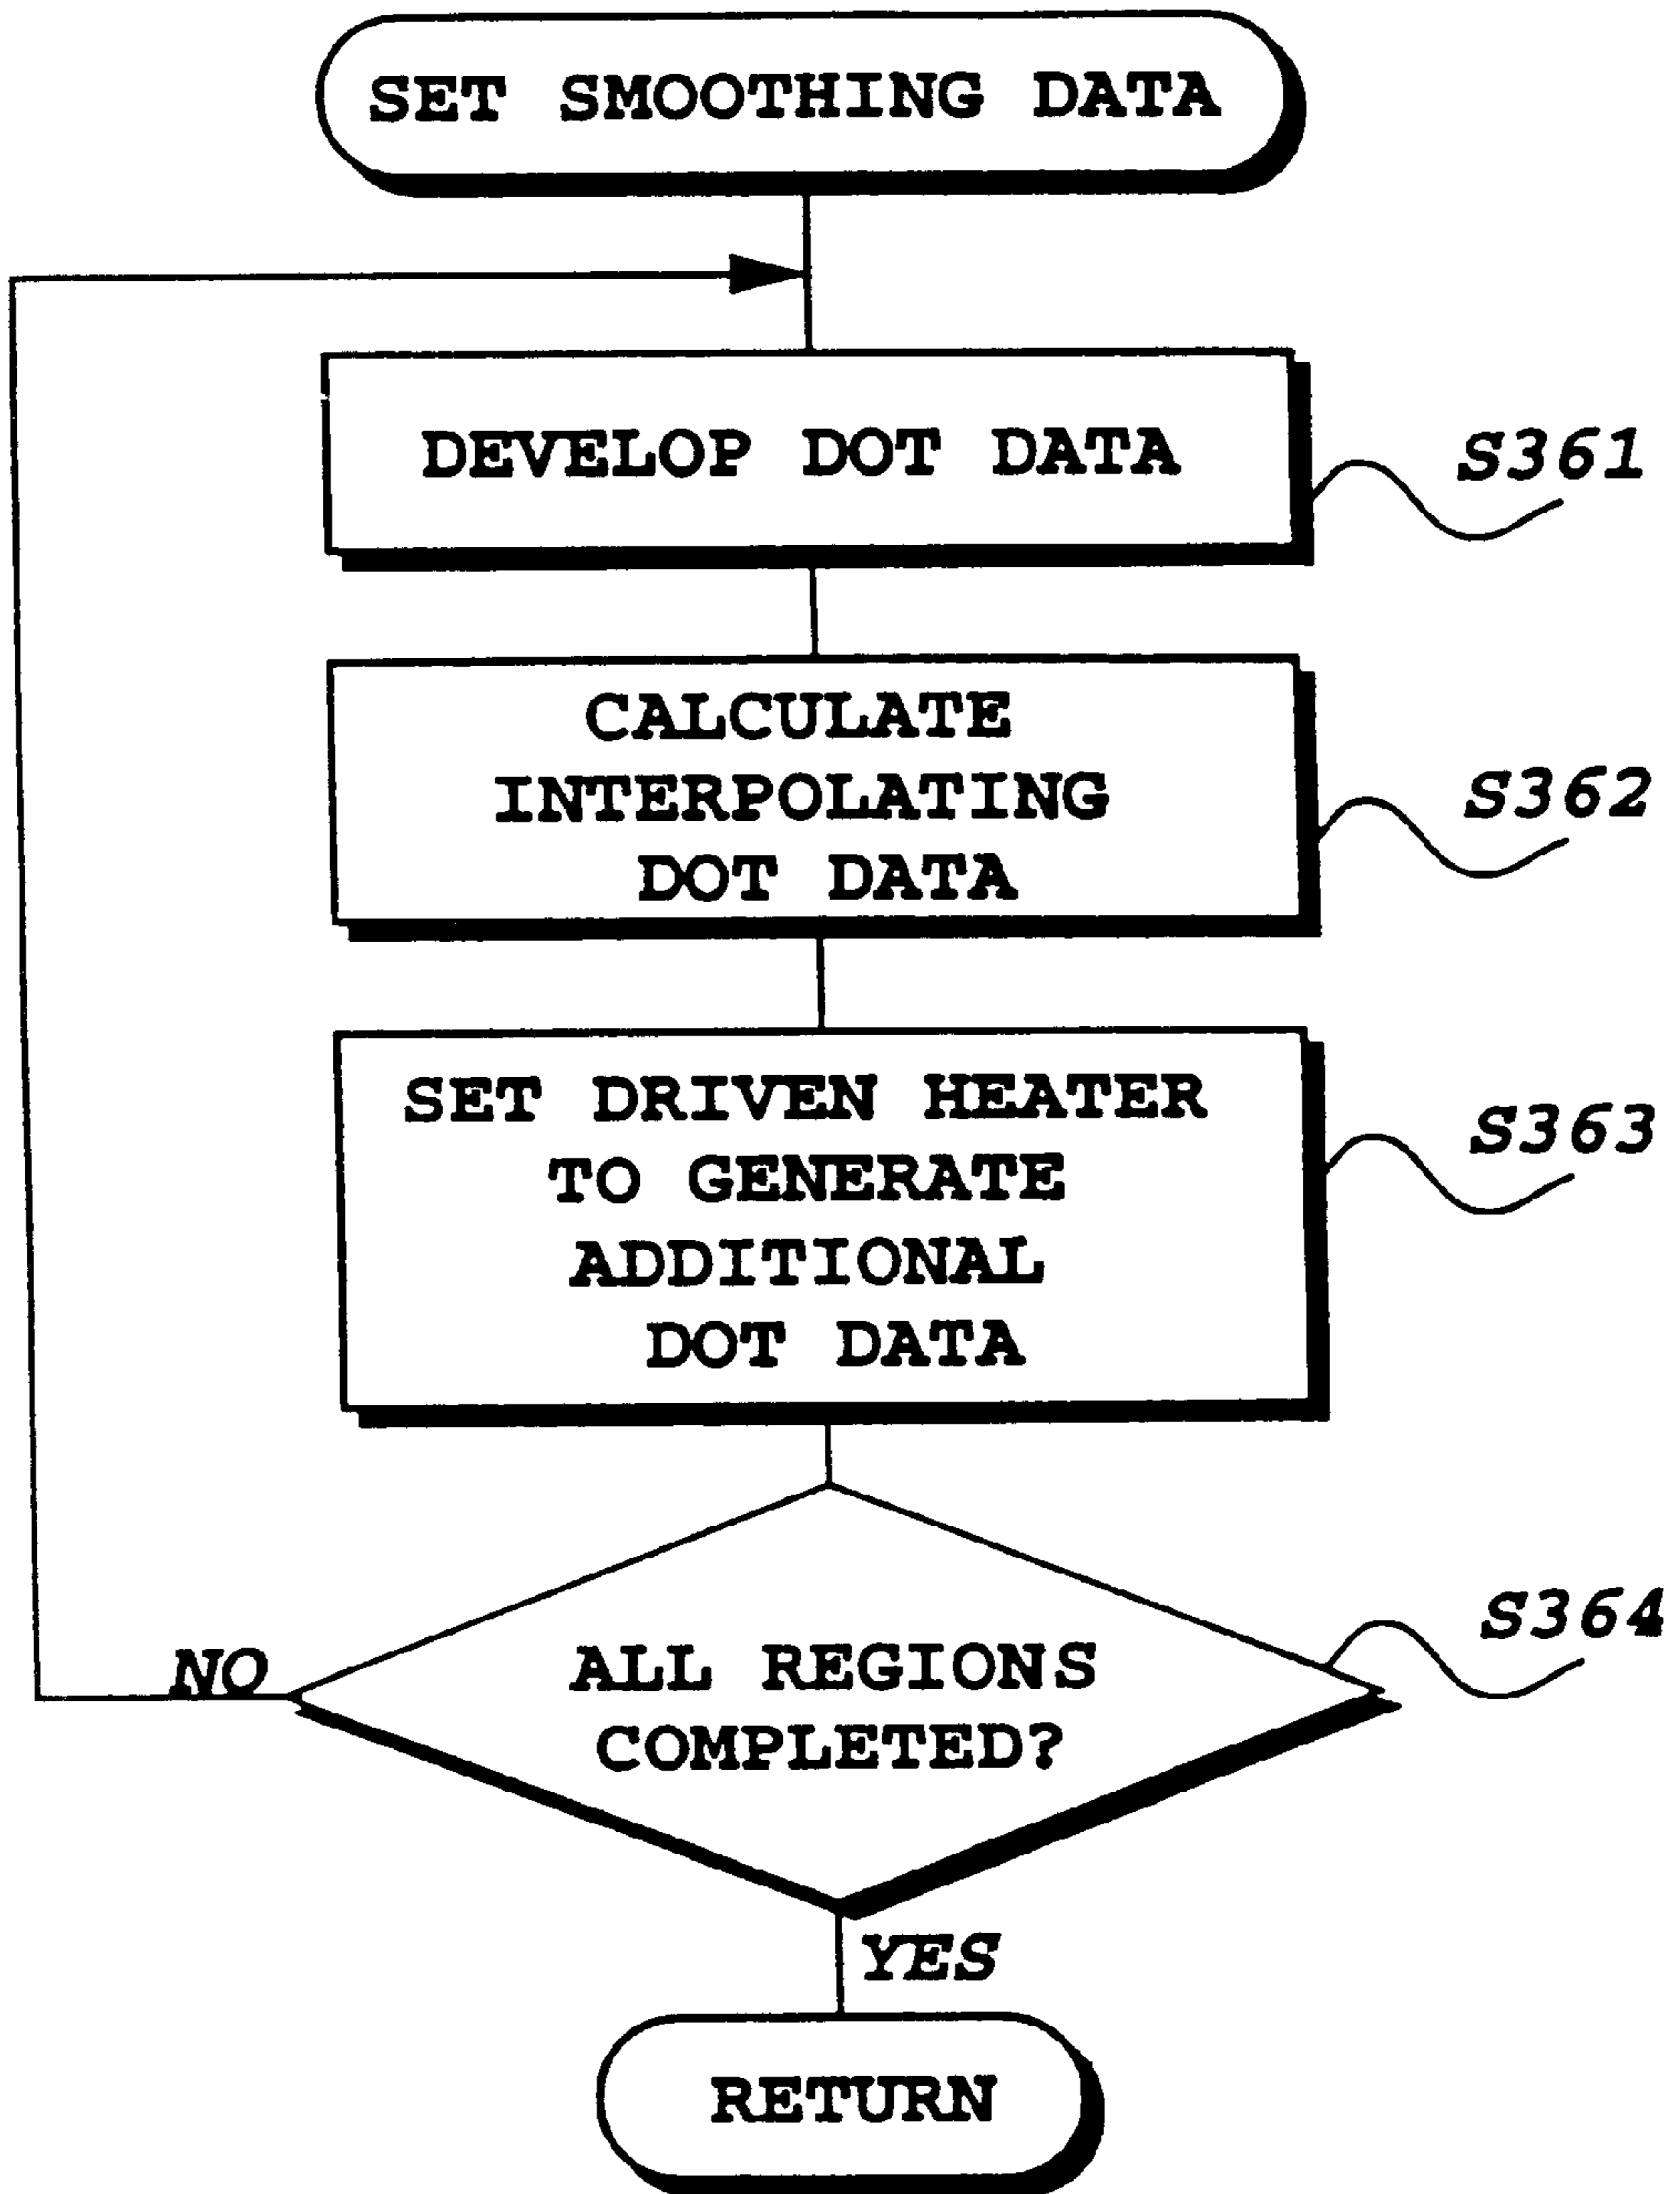 SET SMOOTHING DATA
DEVELOP DOT DATA
S361
CALCULATE
INTERPOLATING
DOT DATA
S362
SET DRIVEN HEATER
TO GENERATE
ADDITIONAL
DOT DATA
S363
ALL REGIONS
COMPLETED?
S364
NO
YES
RETURN